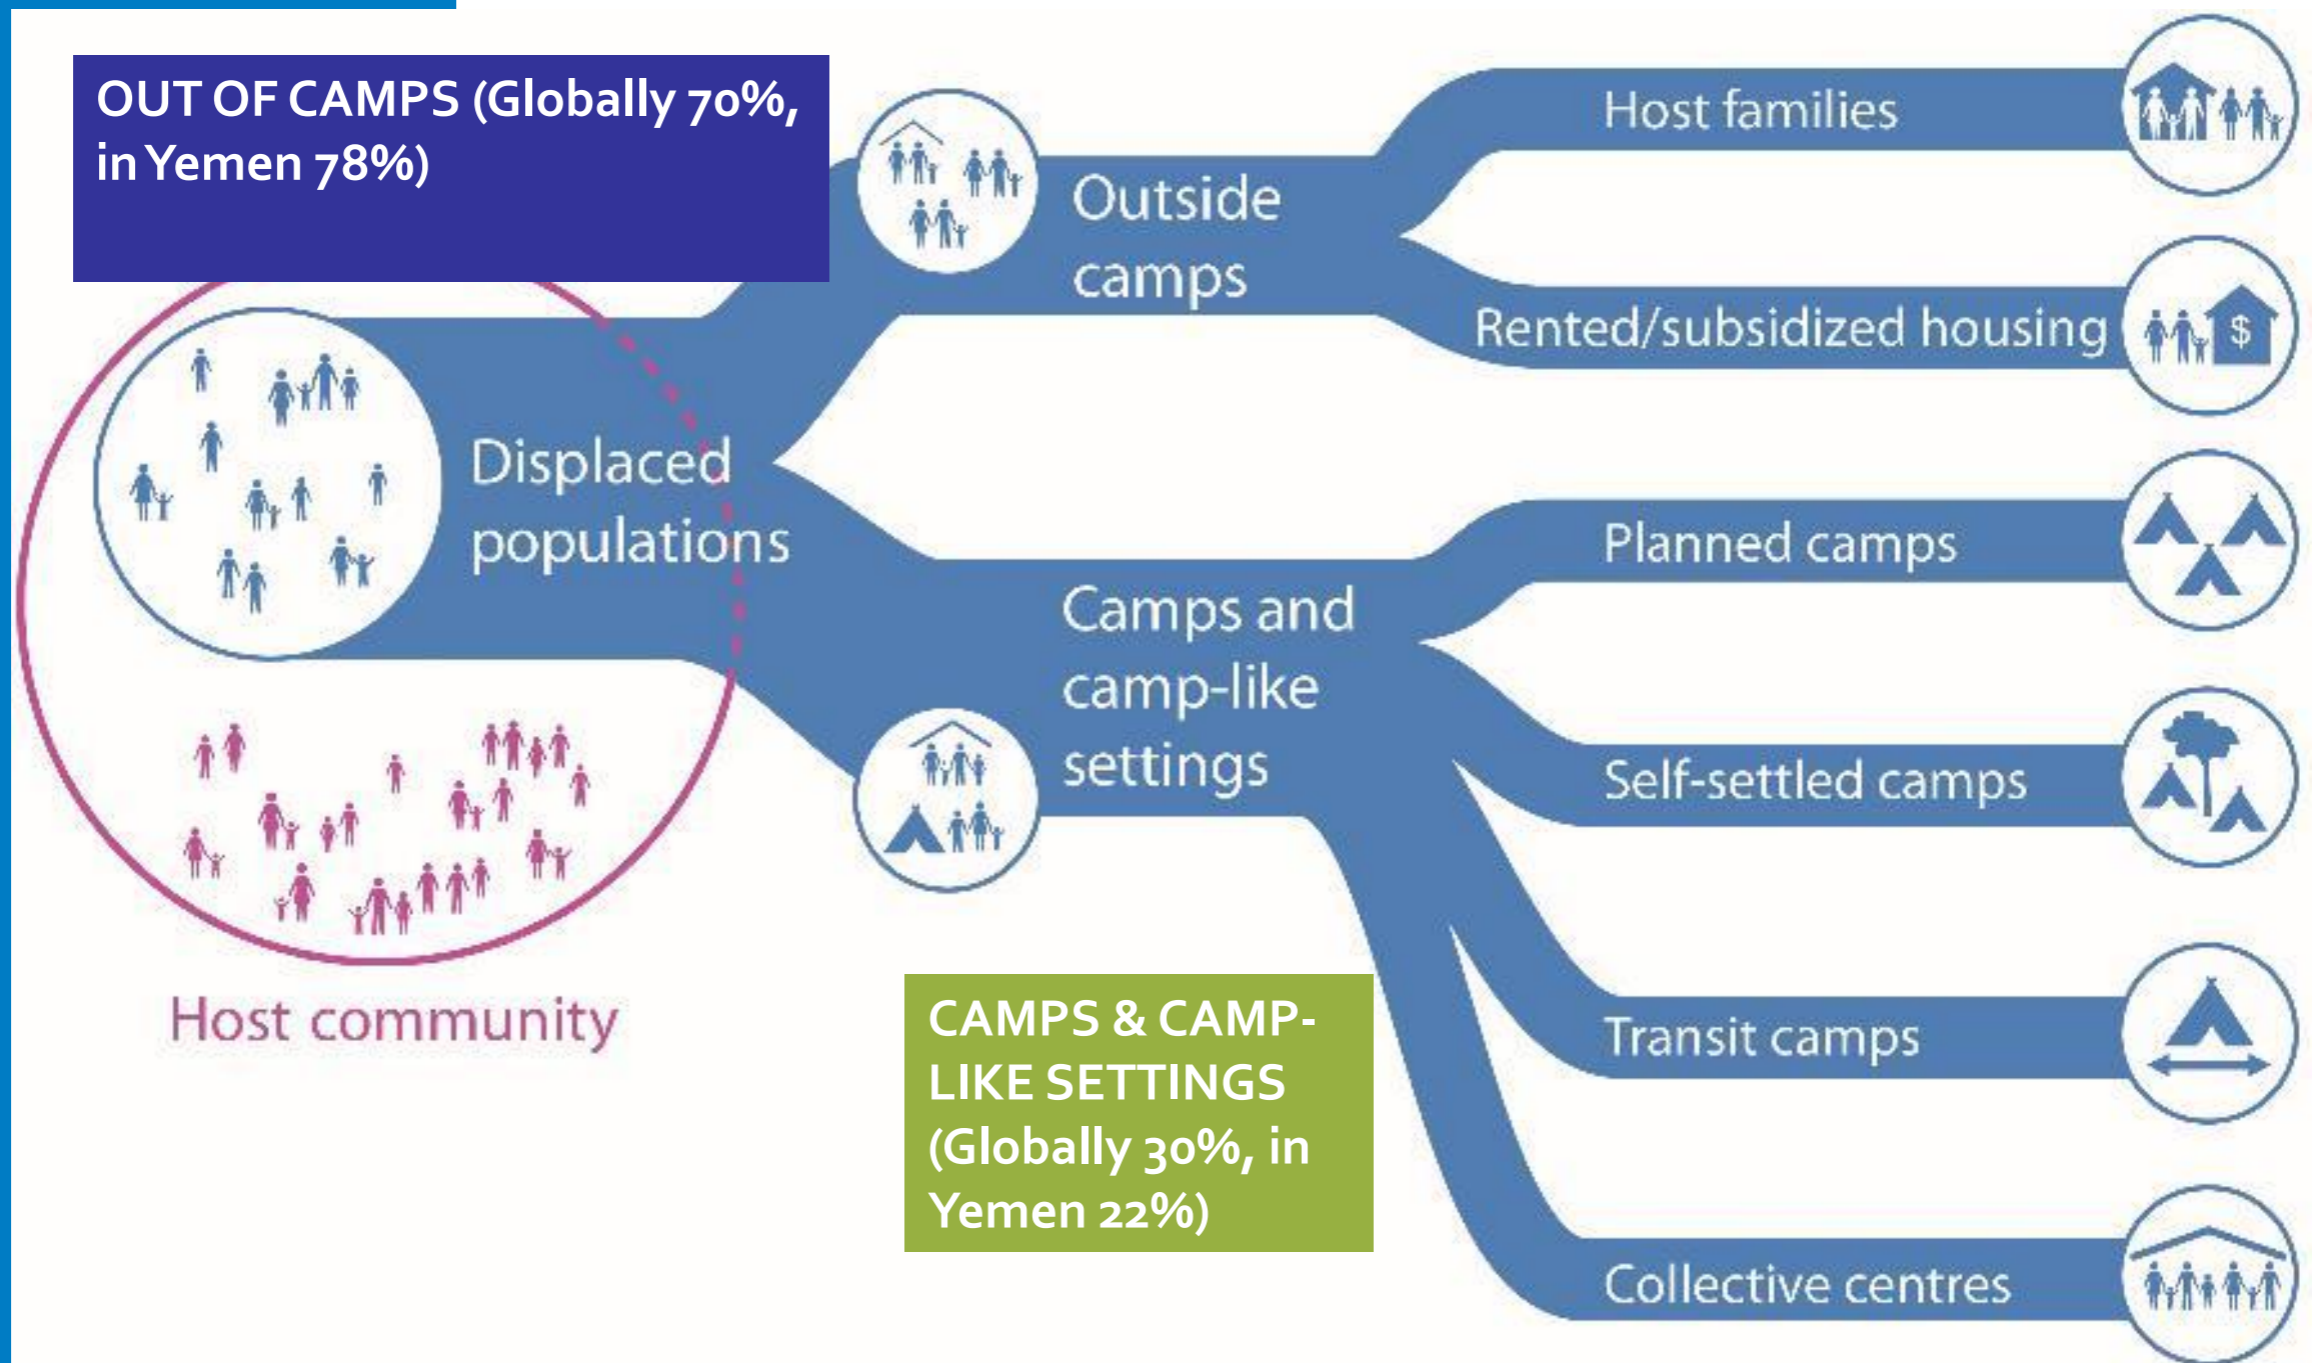 OUT OF CAMPS (Globally 70%,
in Yemen 78%)
Outside
camps
Host families
Rented/subsidized housing
$
Displaced
populations
Camps and
camp-like
settings
Planned camps
Self-settled camps
Transit camps
Collective centres
Host community
CAMPS & CAMP-
LIKE SETTINGS
(Globally 30%, in
Yemen 22%)